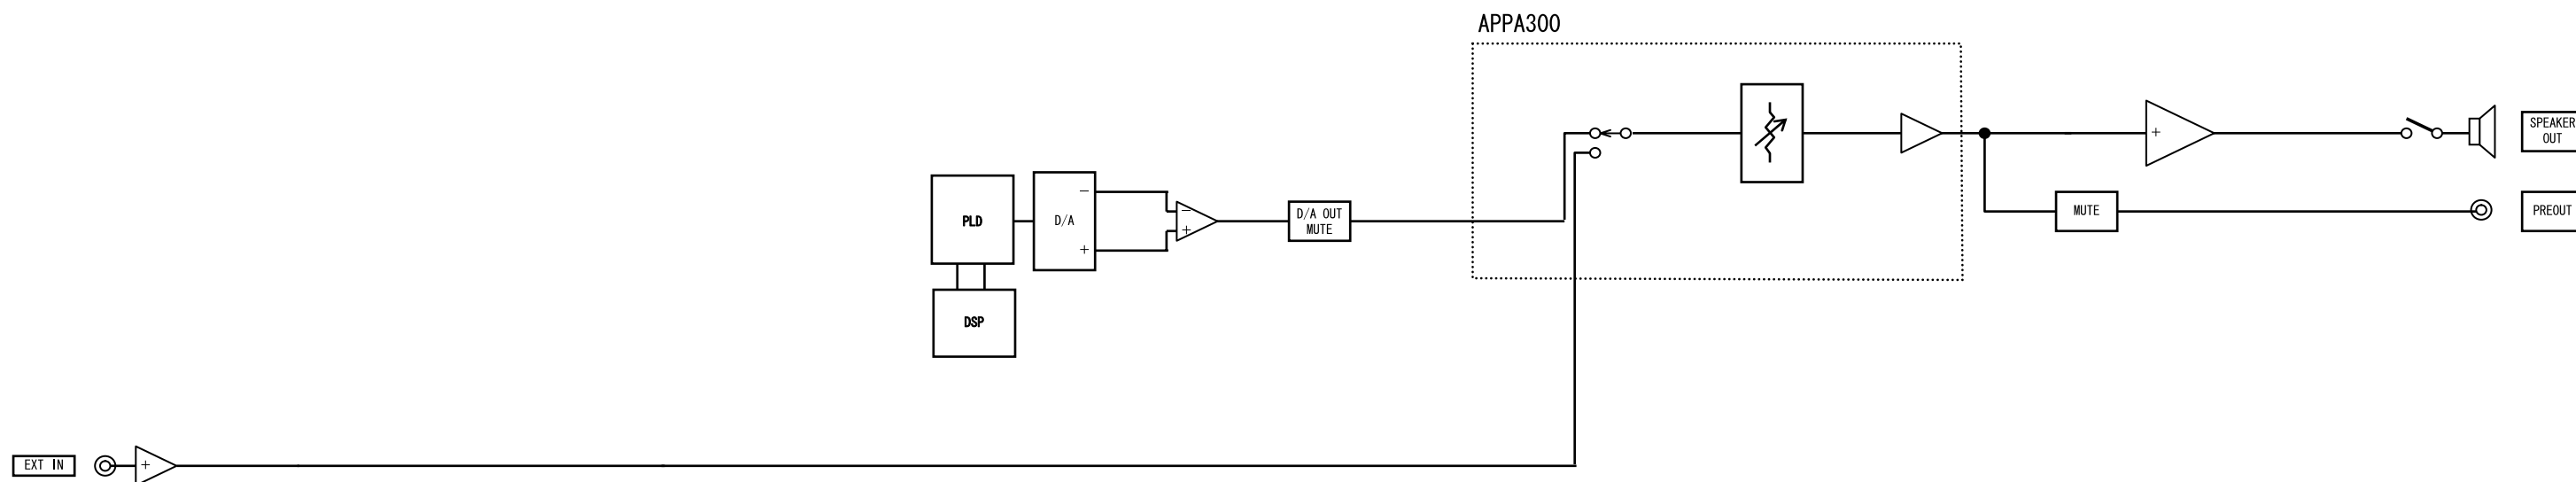 APPA300
SPEAKER
OUT
PLD
−
D/A
+
−
+
D/A OUT
MUTE
+
MUTE
PREOUT
DSP
EXT IN
+